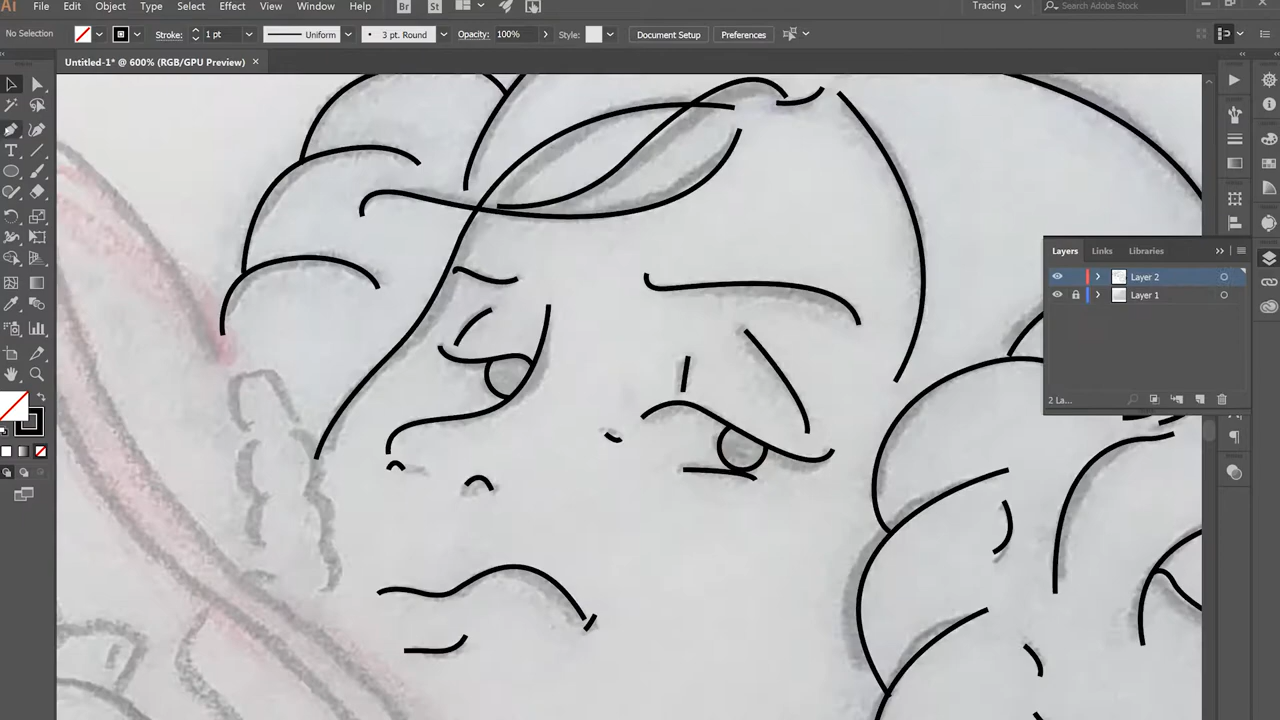 Ai File Edit Object Type Select Effect View Window Help Br St Tracing Search Adobe Stock
No Selection Stroke: 1 pt Uniform 3 pt. Round Opacity: 100% Style: Document Setup Preferences
Untitled-1* @ 600% (RGB/GPU Preview) ×
Layers Links Libraries
Layer 2
Layer 1
2 La...